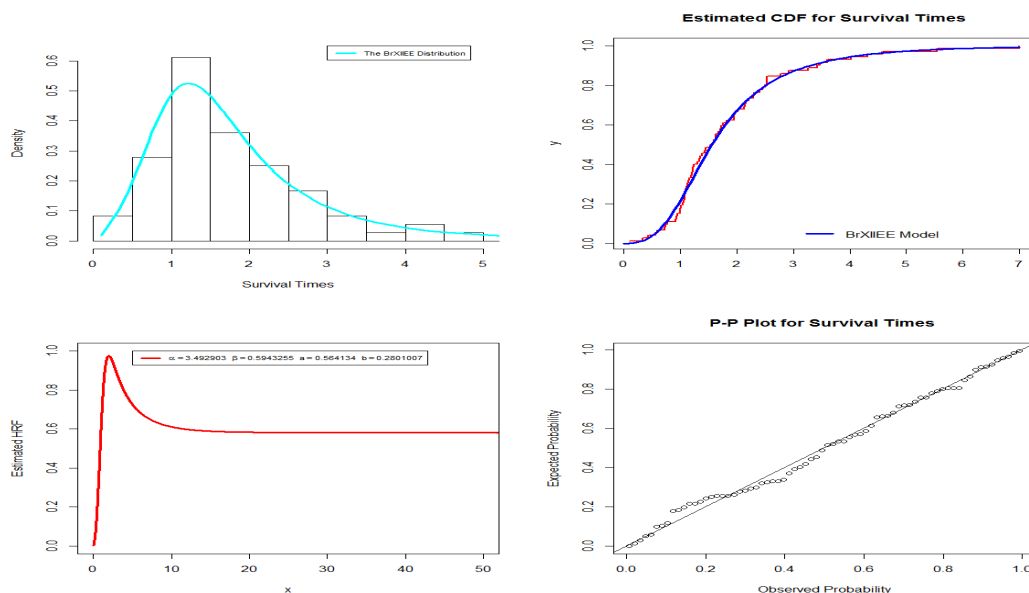 The BrXIIEE Distribution
Density
0.0 0.1 0.2 0.3 0.4 0.5 0.6
0 1 2 3 4 5
Survival Times
Estimated CDF for Survival Times
y
0.0 0.2 0.4 0.6 0.8 1.0
BrXIIEE Model
0 1 2 3 4 5 6 7
α=3.492903 β=0.5943255 a=0.564134 b=0.2801007
Estimated HRF
0.0 0.2 0.4 0.6 0.8 1.0
0 10 20 30 40 50
x
P-P Plot for Survival Times
Expected Probability
0.0 0.2 0.4 0.6 0.8 1.0
0.0 0.2 0.4 0.6 0.8 1.0
Observed Probability